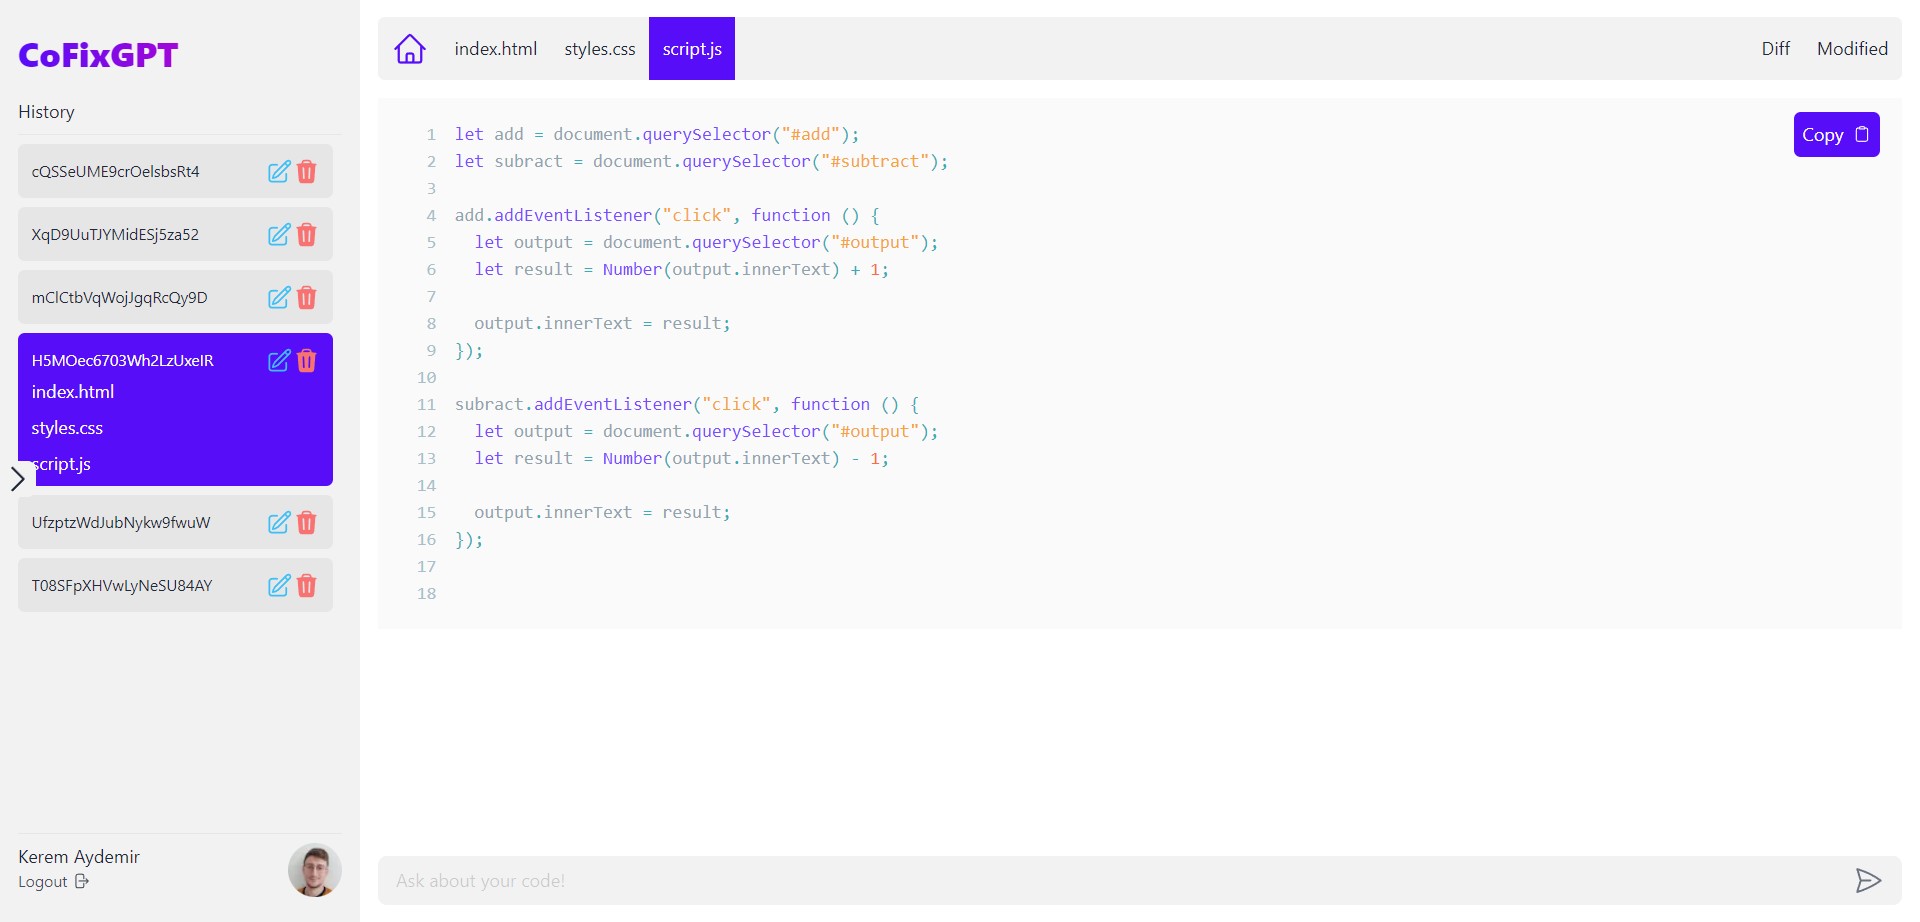 CoFixGPT
History
cQSSeUME9crOelsbsRt4
XqD9UuTJYMidESj5za52
mClCtbVqWojJgqRcQy9D
H5MOec6703Wh2LzUxeIR
index.html
styles.css
script.js
UfzptzWdJubNykw9fwuW
T08SFpXHVwLyNeSU84AY
Kerem Aydemir
Logout
index.html styles.css script.js Diff Modified
Copy
1 let add = document.querySelector("#add");
2 let subract = document.querySelector("#subtract");
3
4 add.addEventListener("click", function () {
5   let output = document.querySelector("#output");
6   let result = Number(output.innerText) + 1;
7
8   output.innerText = result;
9 });
10
11 subract.addEventListener("click", function () {
12   let output = document.querySelector("#output");
13   let result = Number(output.innerText) - 1;
14
15   output.innerText = result;
16 });
17
18
Ask about your code!